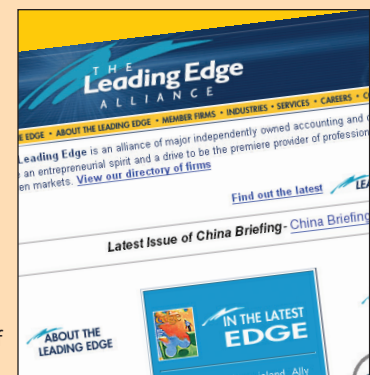 THE
Leading Edge
ALLIANCE
EDGE • ABOUT THE LEADING EDGE • MEMBER FIRMS • INDUSTRIES • SERVICES • CAREERS •
Leading Edge is an alliance of major independently owned accounting and
an entrepreneurial spirit and a drive to be the premiere provider of
markets. View our directory of firms
Find out the latest
Latest Issue of China Briefing- China Briefing
ABOUT THE
LEADING EDGE
IN THE LATEST
EDGE
Ally